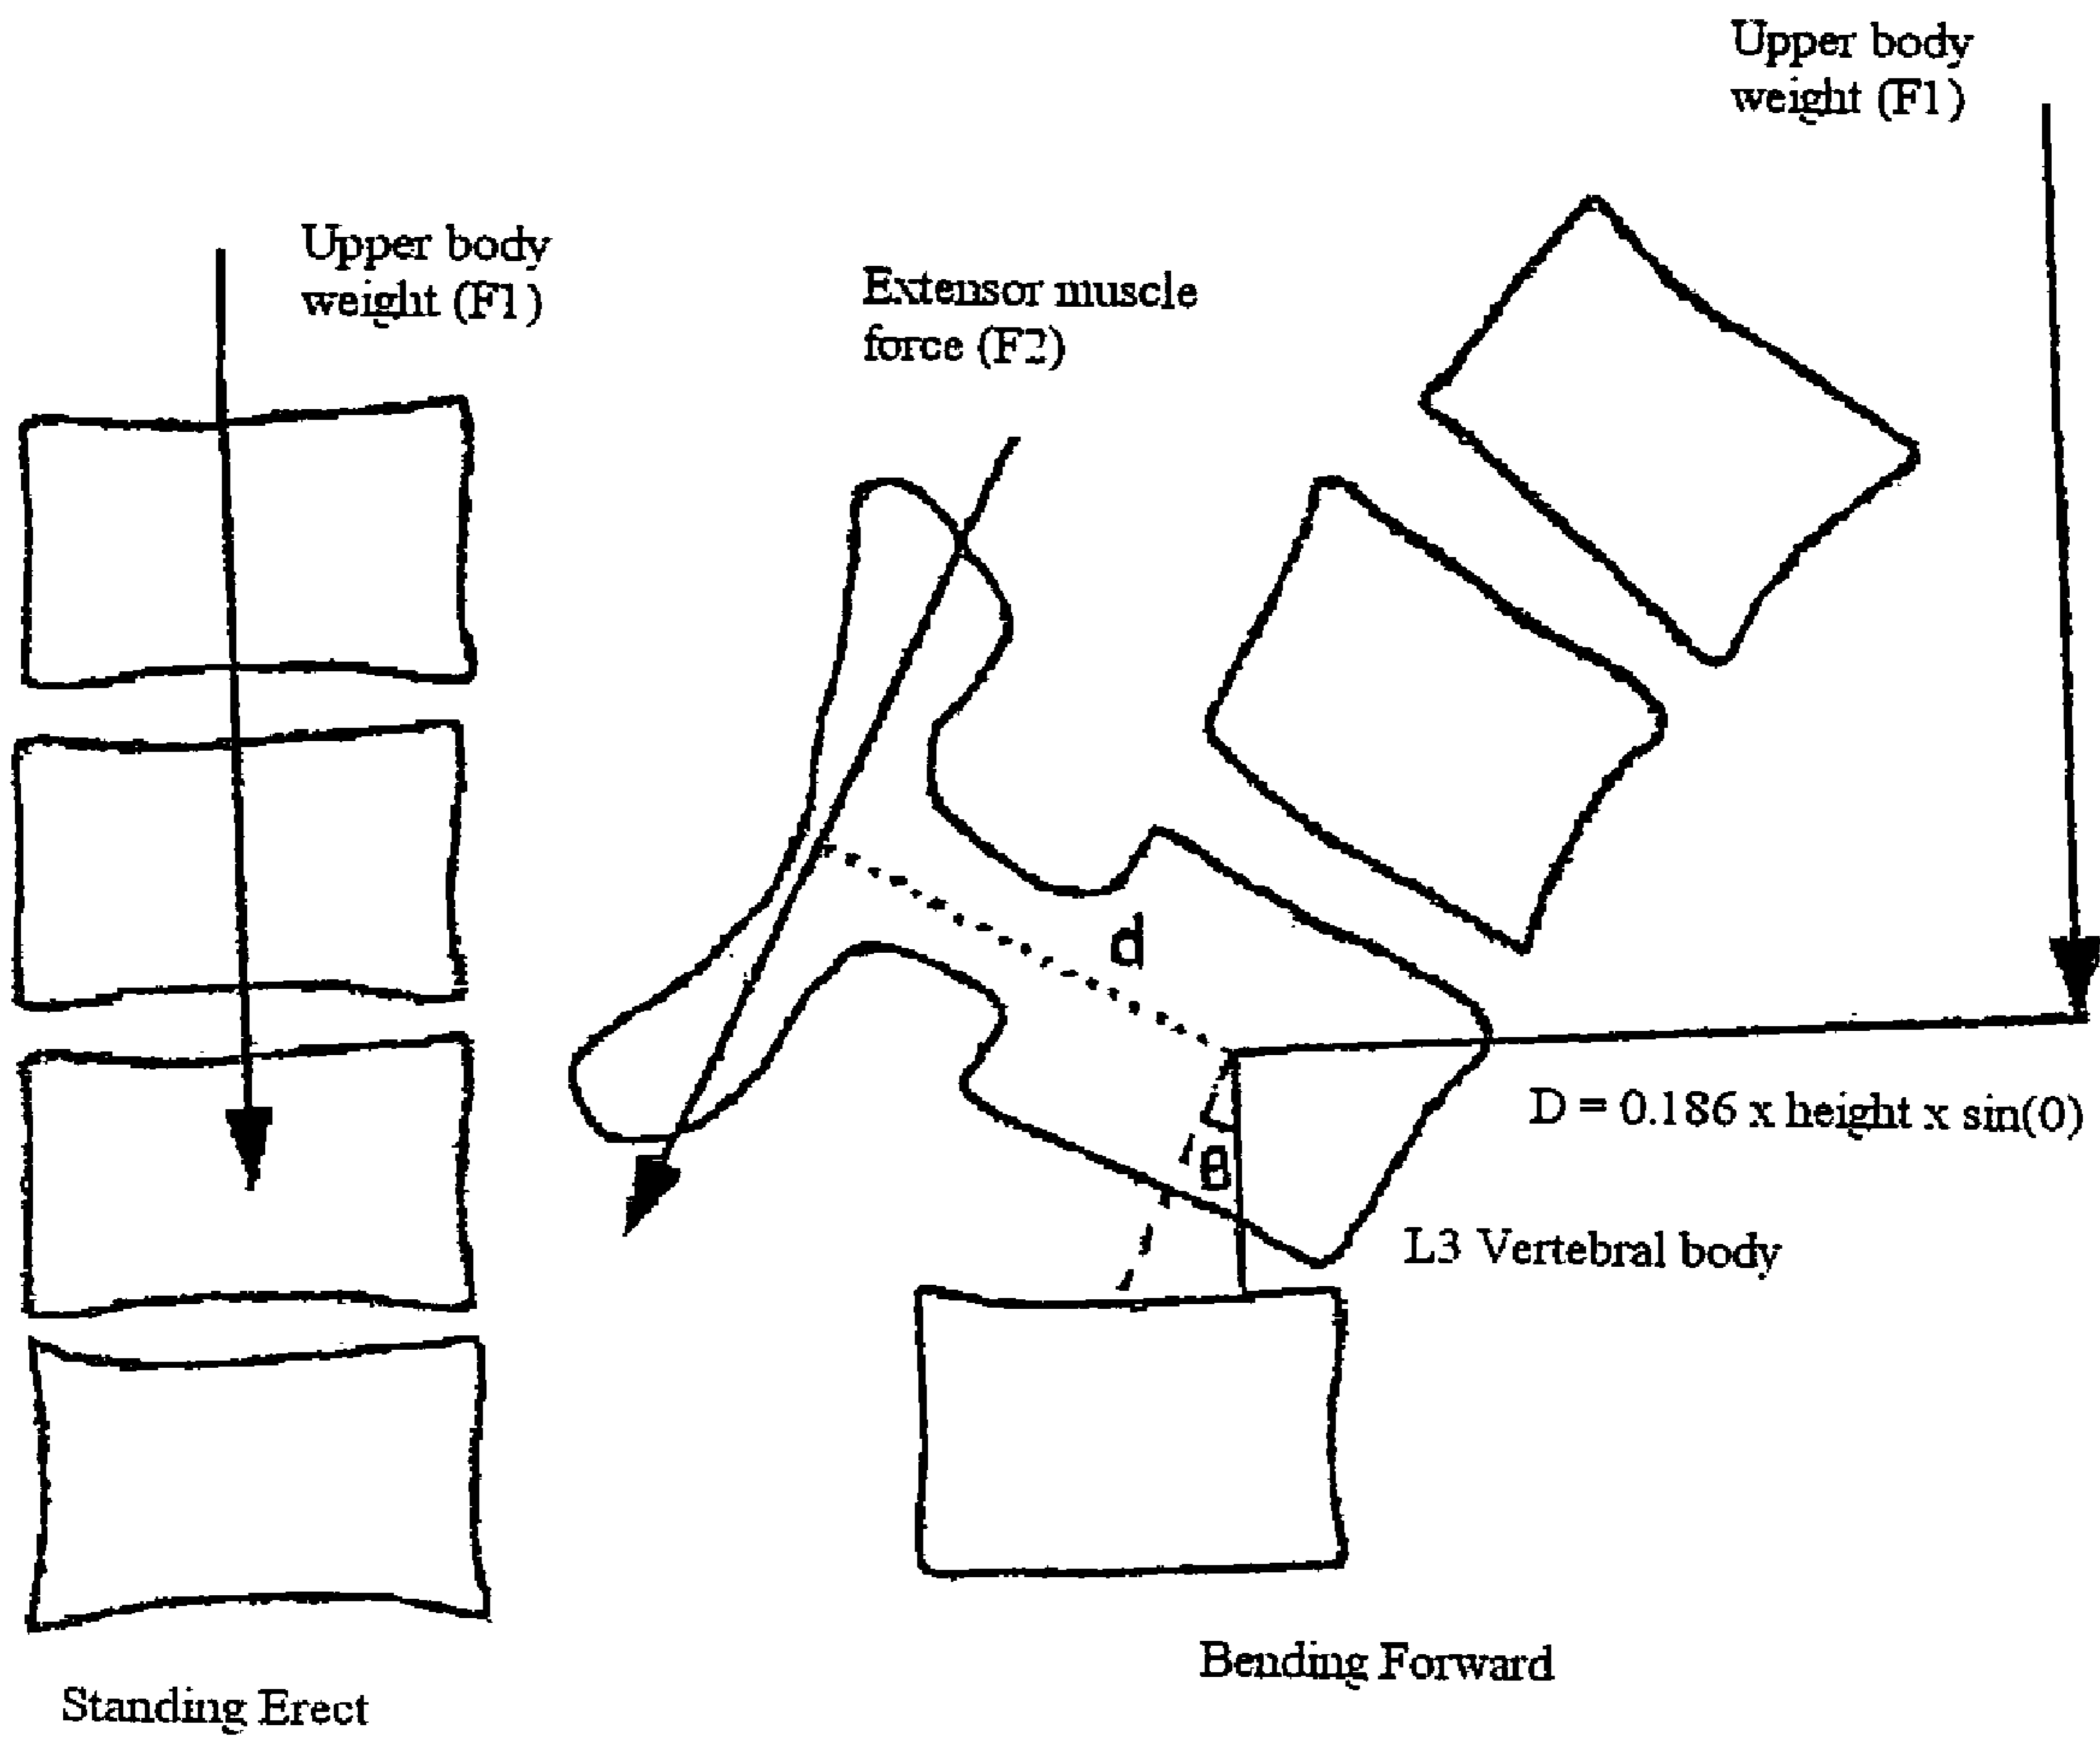 Upper body
weight (F1)
Upper body
weight (F1)
Extensor muscle
force (F2)
d
D = 0.186 x height x sin(0)
θ
L3 Vertebral body
Bending Forward
Standing Erect